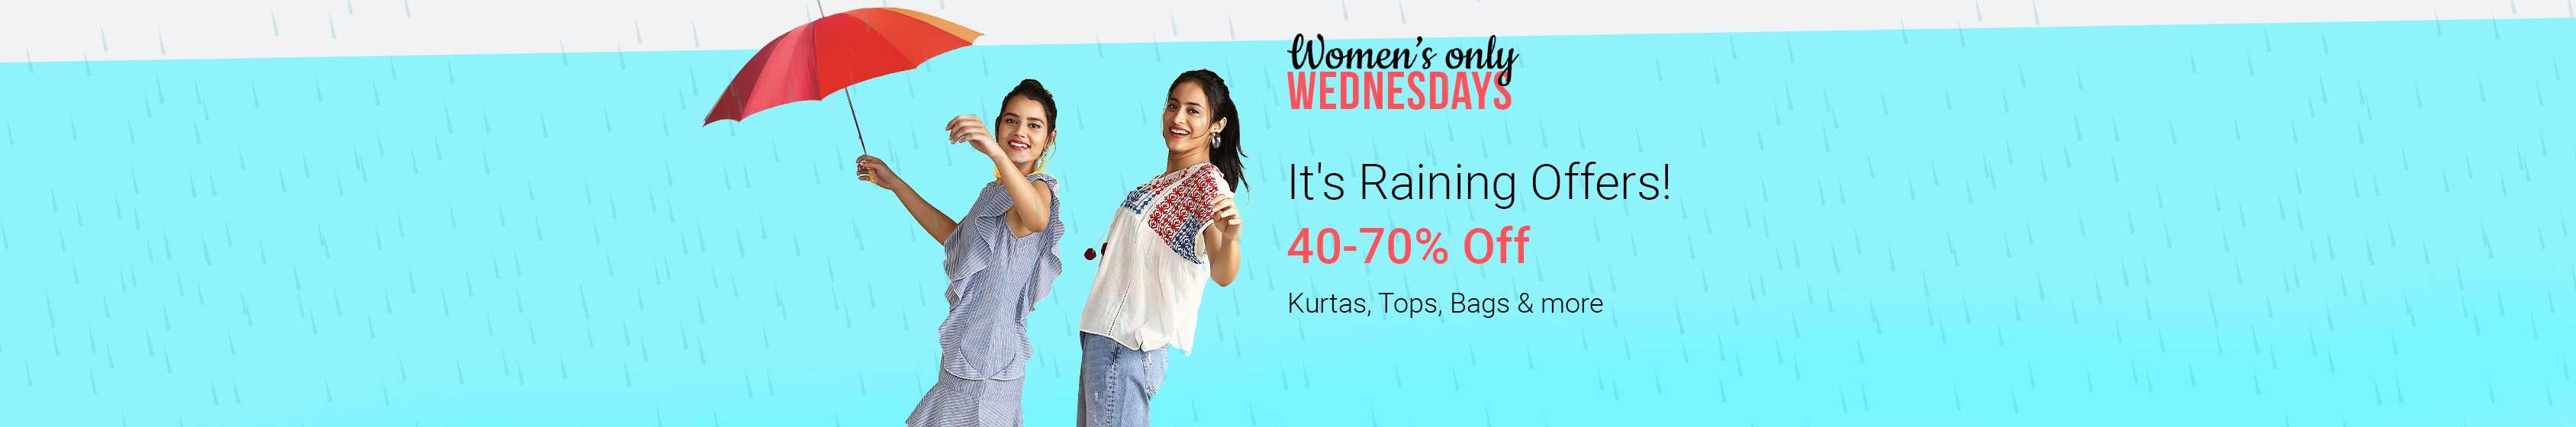 Women's only
WEDNESDAYS
It's Raining Offers!
40-70% Off
Kurtas, Tops, Bags & more